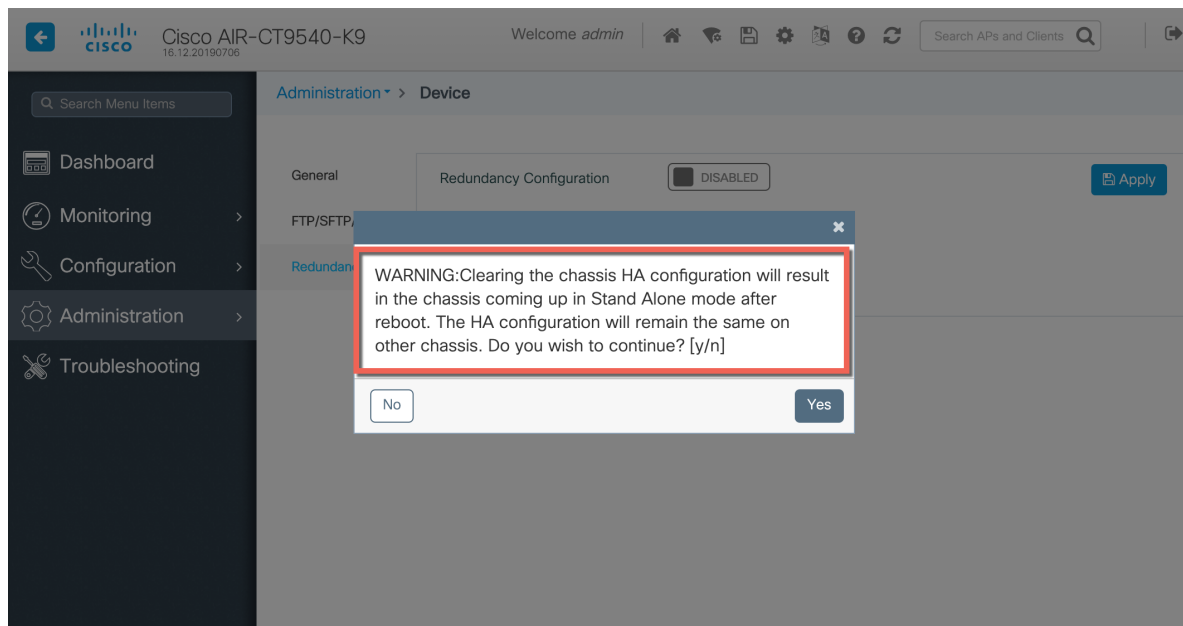 CISCO
Cisco AIR-CT9540-K9
16.12.20190706
Welcome admin
Search APs and Clients
Search Menu Items
Administration > Device
Dashboard
Monitoring
Configuration
Administration
Troubleshooting
General
FTP/SFTP/
Redundan
Redundancy Configuration
DISABLED
Apply
WARNING:Clearing the chassis HA configuration will result
in the chassis coming up in Stand Alone mode after
reboot. The HA configuration will remain the same on
other chassis. Do you wish to continue? [y/n]
No
Yes